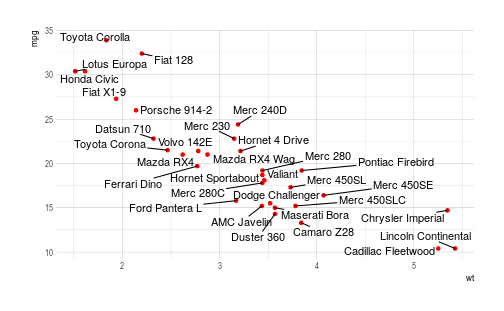 mpg
35
30
25
20
15
10
2
3
4
5
wt
Toyota Corolla
Fiat 128
Lotus Europa
Honda Civic
Fiat X1-9
Porsche 914-2
Merc 240D
Datsun 710
Merc 230
Toyota Corona
Volvo 142E
Hornet 4 Drive
Mazda RX4
Mazda RX4 Wag
Merc 280
Pontiac Firebird
Ferrari Dino
Hornet Sportabout
Valiant
Merc 450SL
Merc 450SE
Merc 280C
Dodge Challenger
Merc 450SLC
Ford Pantera L
Maserati Bora
Chrysler Imperial
AMC Javelin
Camaro Z28
Duster 360
Lincoln Continental
Cadillac Fleetwood